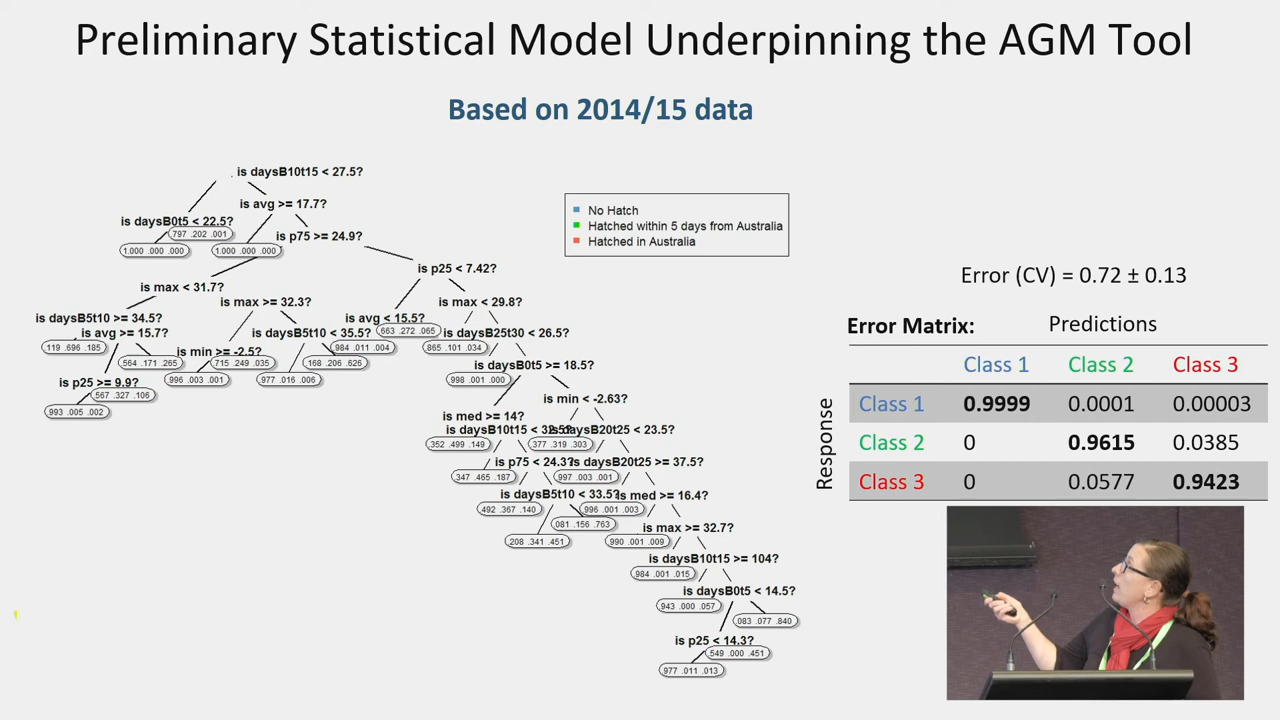 Preliminary Statistical Model Underpinning the AGM Tool
Based on 2014/15 data
is daysB10t15 < 27.5?
is avg >= 17.7?
is daysB0t5 < 22.5?
.797 .202 .001
is p75 >= 24.9?
1.000 .000 .000
1.000 .000 .000
No Hatch
Hatched within 5 days from Australia
Hatched in Australia
is p25 < 7.42?
is max < 31.7?
is max >= 32.3?
is max < 29.8?
is daysB5t10 >= 34.5?
is avg < 15.5?
is avg >= 15.7?
is daysB5t10 < 35.5?
.663 .272 .065
is daysB25t30 < 26.5?
.119 .696 .185
is min >= -2.5?
.984 .011 .004
.865 .101 .034
.564 .171 .265
.715 .249 .035
.168 .206 .626
is daysB0t5 >= 18.5?
is p25 >= 9.9?
.567 .327 .106
.996 .003 .001
.977 .016 .006
.998 .001 .000
.993 .005 .002
is min < -2.63?
is med >= 14?
is daysB10t15 < 32.5?
is daysB20t25 < 23.5?
.352 .499 .149
.377 .319 .303
is p75 < 24.3?
is daysB20t25 >= 37.5?
.347 .465 .187
.997 .003 .001
is daysB5t10 < 33.5?
is med >= 16.4?
.492 .367 .140
.996 .001 .003
.081 .156 .763
is max >= 32.7?
.208 .341 .451
.990 .001 .009
is daysB10t15 >= 104?
.984 .001 .015
is daysB0t5 < 14.5?
.943 .000 .057
.083 .077 .840
is p25 < 14.3?
.549 .000 .451
.977 .011 .013
Error (CV) = 0.72 ± 0.13
Error Matrix:
Predictions
Class 1 Class 2 Class 3
Response
Class 1 0.9999 0.0001 0.00003
Class 2 0 0.9615 0.0385
Class 3 0 0.0577 0.9423